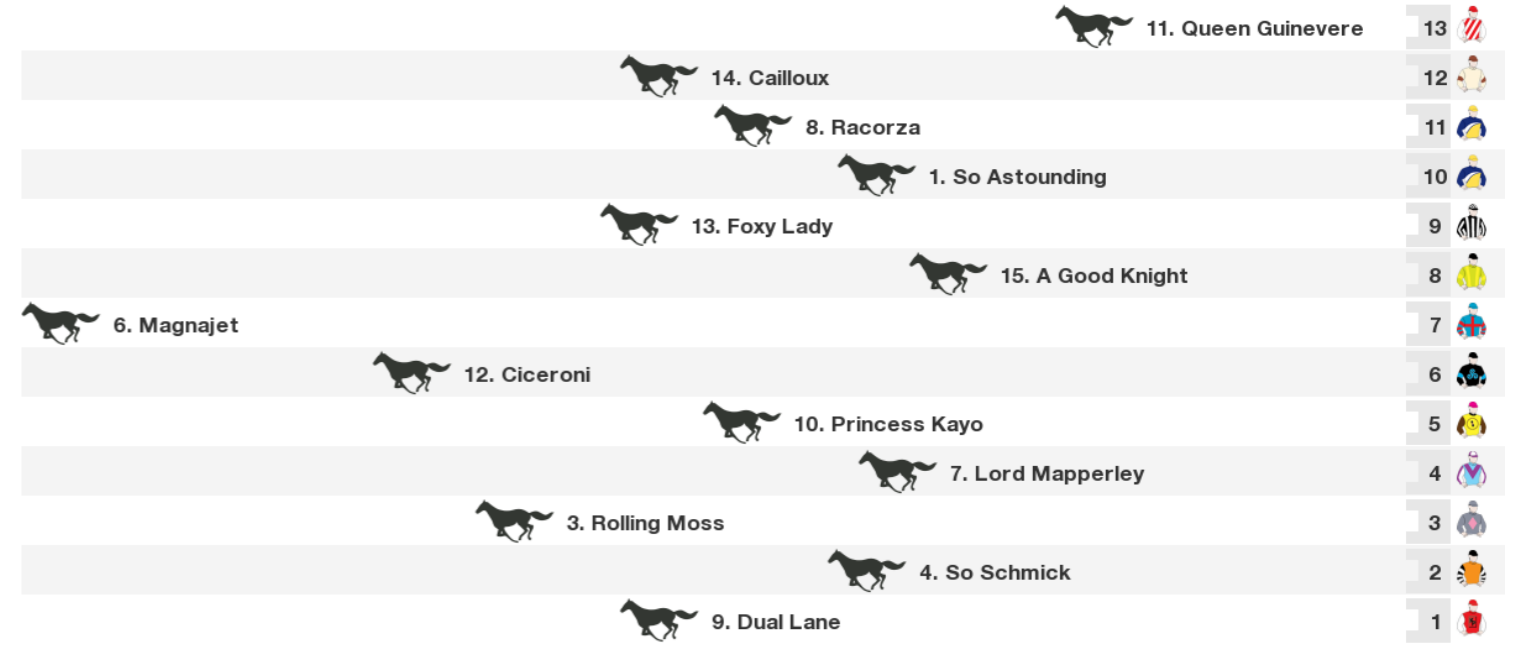 11. Queen Guinevere 13
14. Cailloux 12
8. Racorza 11
1. So Astounding 10
13. Foxy Lady 9
15. A Good Knight 8
6. Magnajet 7
12. Ciceroni 6
10. Princess Kayo 5
7. Lord Mapperley 4
3. Rolling Moss 3
4. So Schmick 2
9. Dual Lane 1